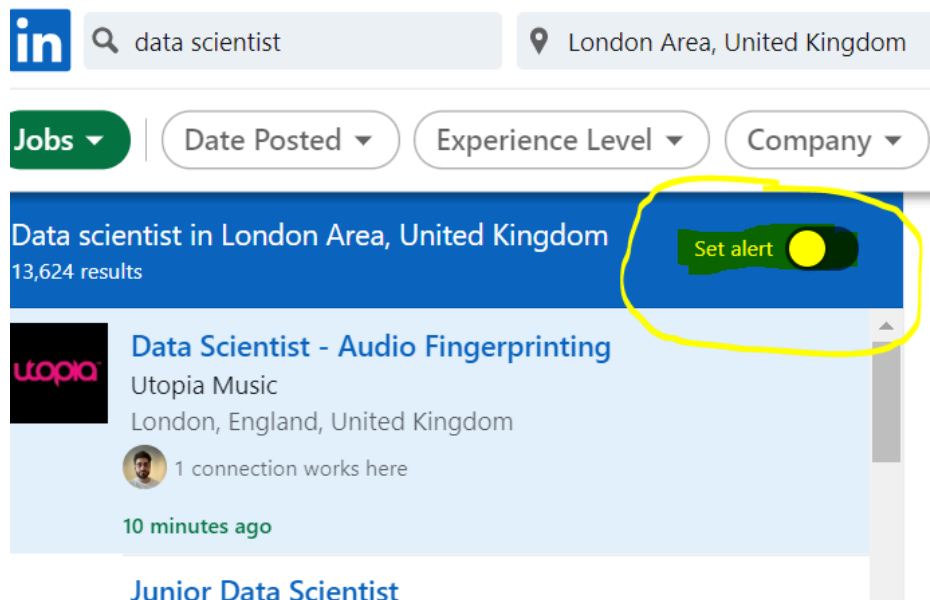 in
data scientist
London Area, United Kingdom
Jobs
Date Posted
Experience Level
Company
Data scientist in London Area, United Kingdom
Set alert
13,624 results
utopia
Data Scientist - Audio Fingerprinting
Utopia Music
London, England, United Kingdom
1 connection works here
10 minutes ago
Junior Data Scientist